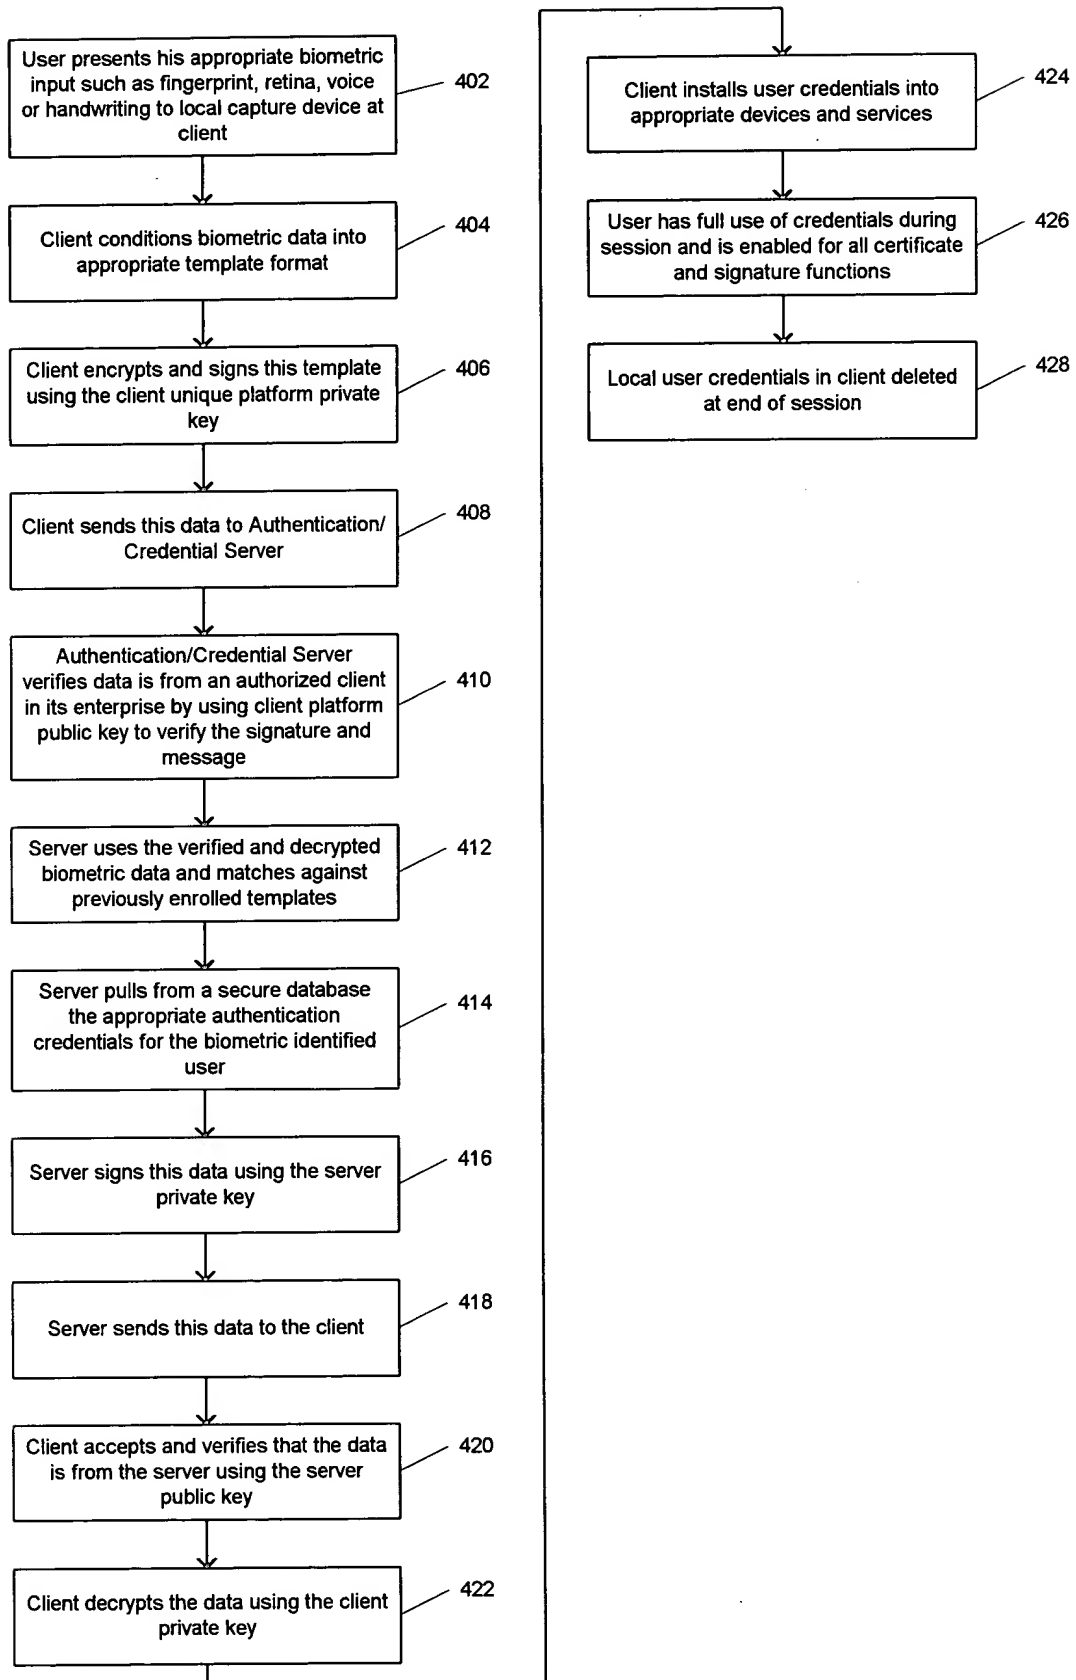 User presents his appropriate biometric
input such as fingerprint, retina, voice
or handwriting to local capture device at
client
402
Client conditions biometric data into
appropriate template format
404
Client encrypts and signs this template
using the client unique platform private
key
406
Client sends this data to Authentication/
Credential Server
408
Authentication/Credential Server
verifies data is from an authorized client
in its enterprise by using client platform
public key to verify the signature and
message
410
Server uses the verified and decrypted
biometric data and matches against
previously enrolled templates
412
Server pulls from a secure database
the appropriate authentication
credentials for the biometric identified
user
414
Server signs this data using the server
private key
416
Server sends this data to the client
418
Client accepts and verifies that the data
is from the server using the server
public key
420
Client decrypts the data using the client
private key
422
Client installs user credentials into
appropriate devices and services
424
User has full use of credentials during
session and is enabled for all certificate
and signature functions
426
Local user credentials in client deleted
at end of session
428